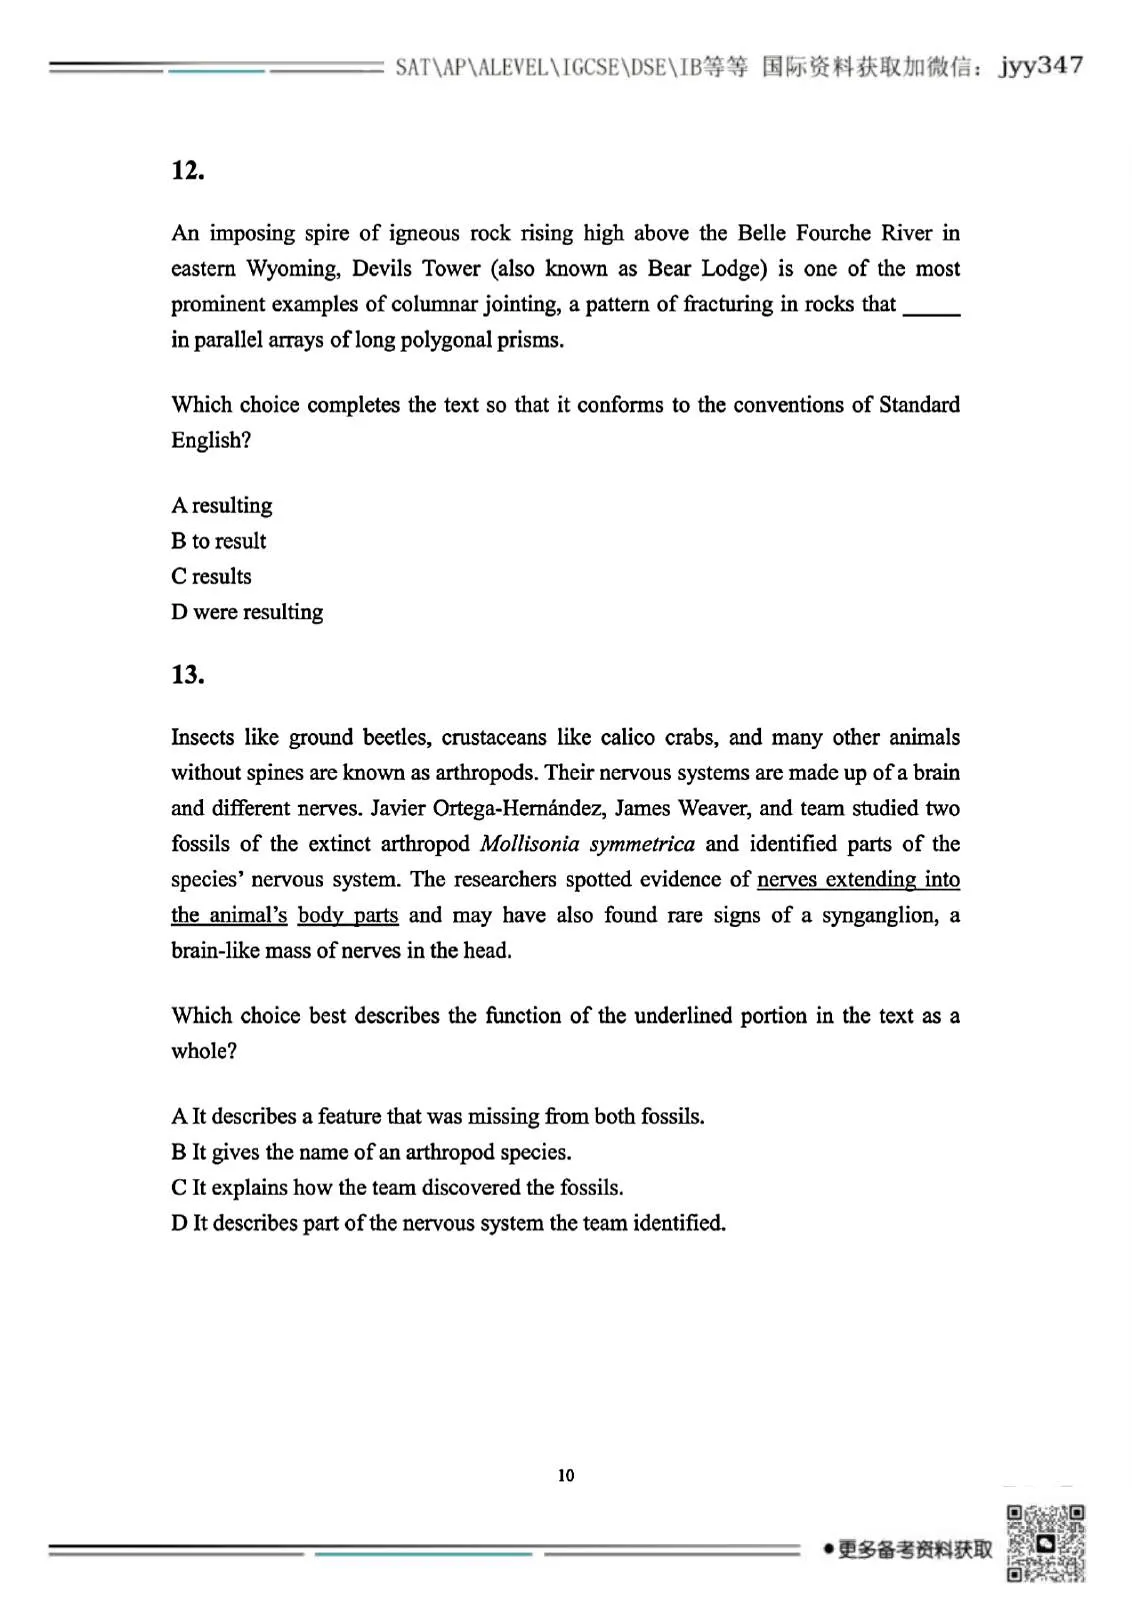 SAT\AP\ALEVEL\IGCSE\DSE\IB等等 国际资料获取加微信：jyy347
12.
An imposing spire of igneous rock rising high above the Belle Fourche River in
eastern Wyoming, Devils Tower (also known as Bear Lodge) is one of the most
prominent examples of columnar jointing, a pattern of fracturing in rocks that _____
in parallel arrays of long polygonal prisms.
Which choice completes the text so that it conforms to the conventions of Standard
English?
A resulting
B to result
C results
D were resulting
13.
Insects like ground beetles, crustaceans like calico crabs, and many other animals
without spines are known as arthropods. Their nervous systems are made up of a brain
and different nerves. Javier Ortega-Hernández, James Weaver, and team studied two
fossils of the extinct arthropod Mollisonia symmetrica and identified parts of the
species’ nervous system. The researchers spotted evidence of nerves extending into
the animal’s body parts and may have also found rare signs of a synganglion, a
brain-like mass of nerves in the head.
Which choice best describes the function of the underlined portion in the text as a
whole?
A It describes a feature that was missing from both fossils.
B It gives the name of an arthropod species.
C It explains how the team discovered the fossils.
D It describes part of the nervous system the team identified.
10
●更多备考资料获取